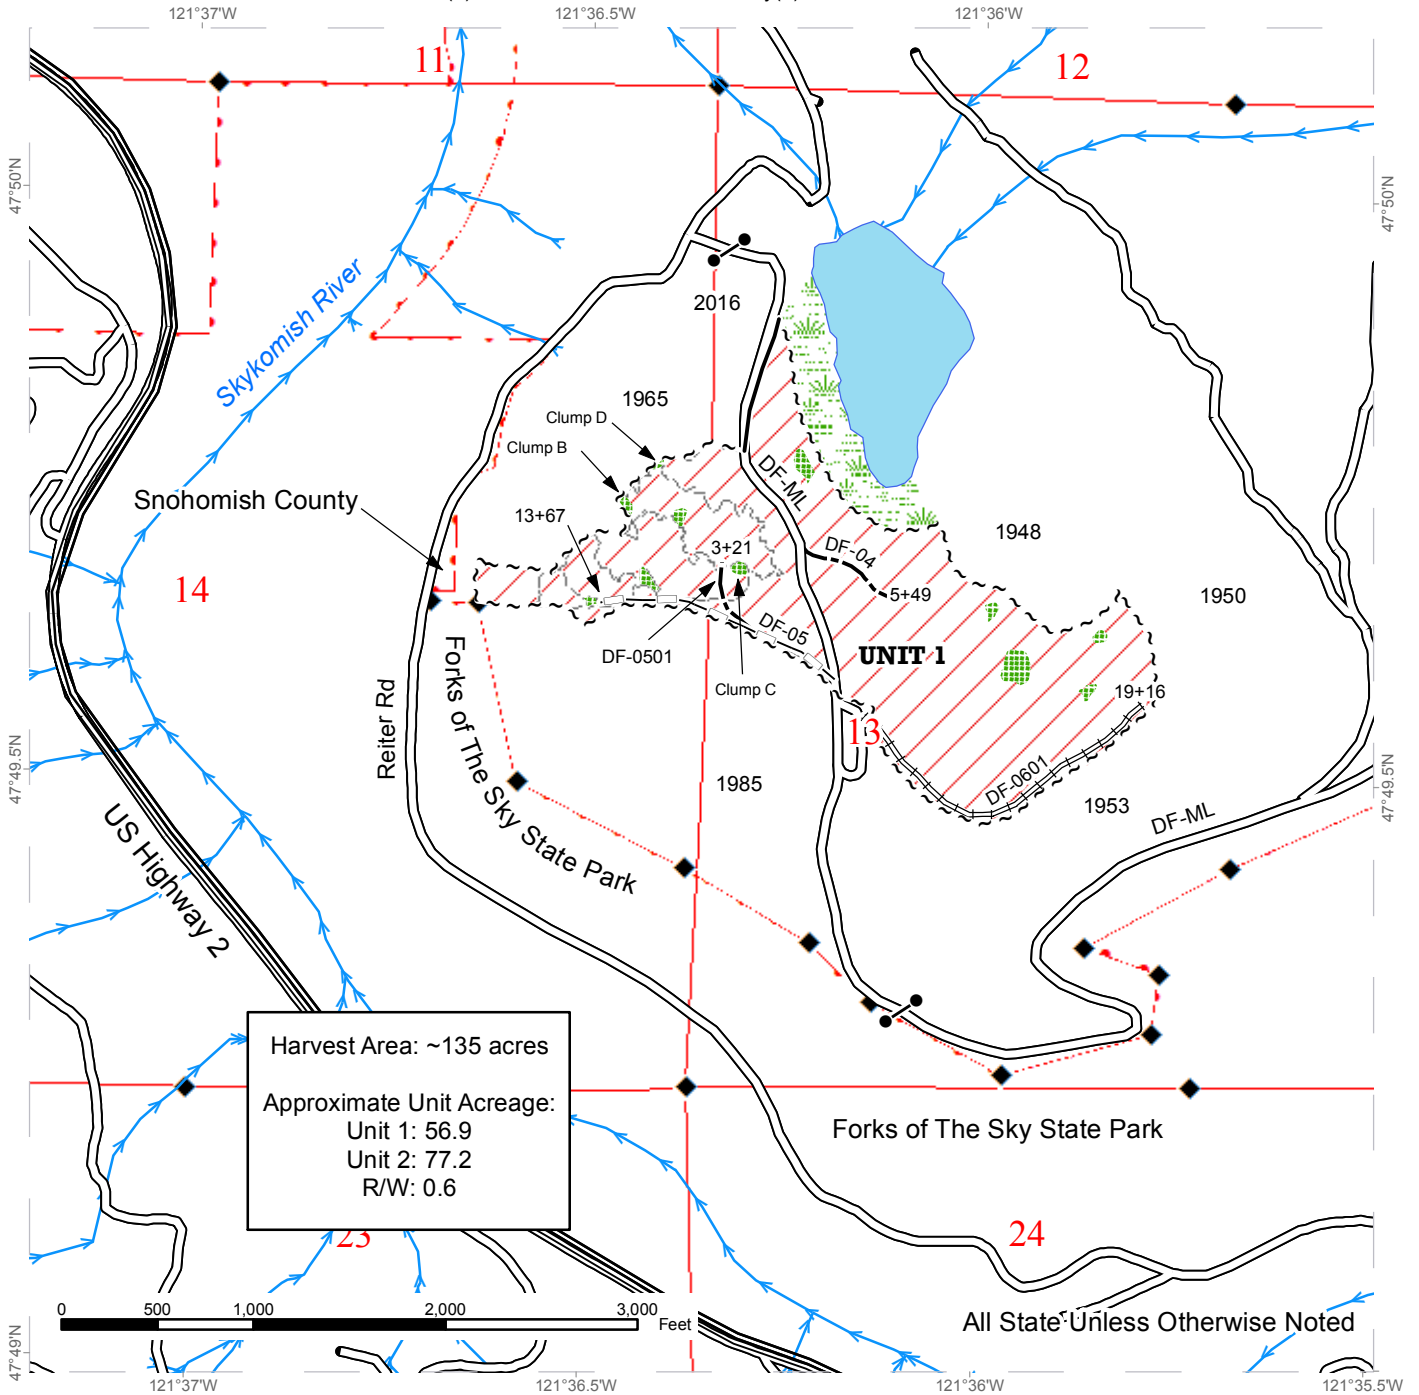 121°37'W
121°36.5'W
121°36'W
11
12
47°50'N
47°50'N
Skykomish River
2016
1965
Clump D
Clump B
DF-ML
Snohomish County
13+67
3+21
DF-04
1948
14
5+49
1950
DF-05
UNIT 1
DF-0501
Clump C
19+16
Reiter Rd
Forks of The Sky State Park
13
47°49.5'N
47°49.5'N
1985
DF-0601
1953
DF-ML
US Highway 2
Harvest Area: ~135 acres
Approximate Unit Acreage:
Unit 1: 56.9
Unit 2: 77.2
R/W: 0.6
Forks of The Sky State Park
23
24
0 500 1,000 2,000 3,000
Feet
All State Unless Otherwise Noted
47°49'N
121°37'W
121°36.5'W
121°36'W
121°35.5'W